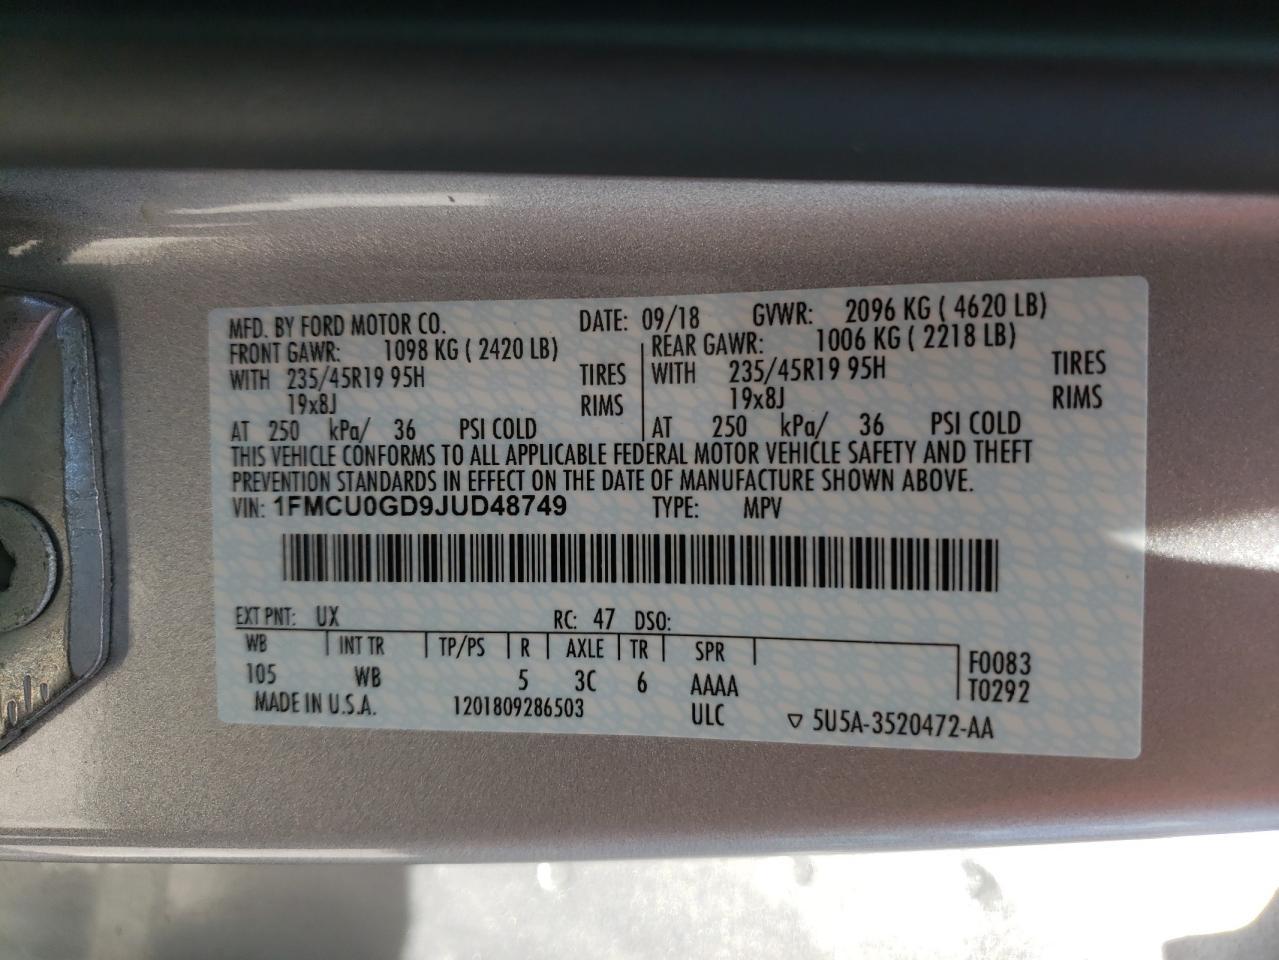 MFD. BY FORD MOTOR CO. DATE: 09/18 GVWR: 2096 KG ( 4620 LB)
FRONT GAWR: 1098 KG ( 2420 LB) REAR GAWR: 1006 KG ( 2218 LB)
WITH 235/45R19 95H TIRES WITH 235/45R19 95H TIRES
19x8J RIMS 19x8J RIMS
AT 250 kPa/ 36 PSI COLD AT 250 kPa/ 36 PSI COLD
THIS VEHICLE CONFORMS TO ALL APPLICABLE FEDERAL MOTOR VEHICLE SAFETY AND THEFT
PREVENTION STANDARDS IN EFFECT ON THE DATE OF MANUFACTURE SHOWN ABOVE.
VIN: 1FMCU0GD9JUD48749 TYPE: MPV
EXT PNT: UX RC: 47 DSO:
WB INT TR TP/PS R AXLE TR SPR F0083
105 WB 5 3C 6 AAAA T0292
MADE IN U.S.A. 1201809286503 ULC ▽ 5U5A-3520472-AA